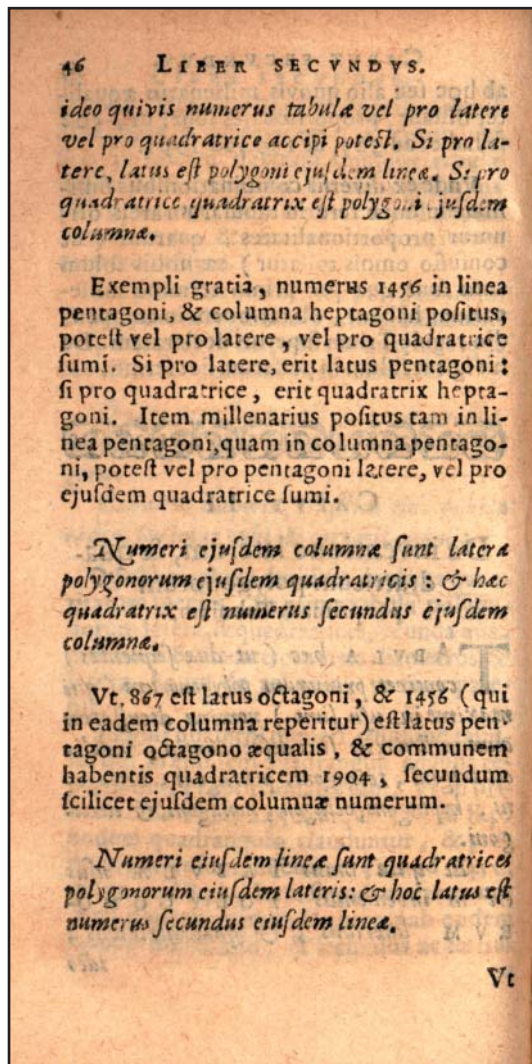 46 LIBER SECVNDVS.
ideo quivis numerus tabulæ vel pro latere
vel pro quadratrice accipi potest. Si pro la-
tere, latus est polygoni ejusdem lineæ. Si pro
quadratrice quadratrix est polygoni ejusdem
columnæ.
Exempli gratiâ, numerus 1456 in linea
pentagoni, & columna heptagoni positus,
potest vel pro latere, vel pro quadratrice
sumi. Si pro latere, erit latus pentagoni:
si pro quadratrice, erit quadratrix hepta-
goni. Item millenarius positus tam in li-
nea pentagoni, quam in columna pentago-
ni, potest vel pro pentagoni latere, vel pro
ejusdem quadratrice sumi.
Numeri ejusdem columnæ sunt latera
polygonorum ejusdem quadratricis: & hæc
quadratrix est numerus secundus ejusdem
columnæ.
Vt, 867 est latus octagoni, & 1456 (qui
in eadem columna reperitur) est latus pen-
tagoni octagono æqualis, & communem
habentis quadratricem 1904, secundum
scilicet ejusdem columnæ numerum.
Numeri eiusdem lineæ sunt quadratrices
polygonorum eiusdem lateris: & hoc latus est
numerus secundus eiusdem lineæ.
Vt